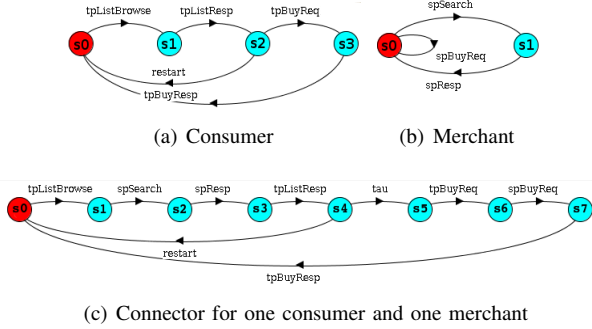 tpListBrowse tpListResp tpBuyReq
s0 s1 s2 s3
restart
tpBuyResp
(a) Consumer
spSearch
s0 s1
spBuyReq
spResp
(b) Merchant
tpListBrowse spSearch spResp tpListResp tau tpBuyReq spBuyReq
s0 s1 s2 s3 s4 s5 s6 s7
restart
tpBuyResp
(c) Connector for one consumer and one merchant